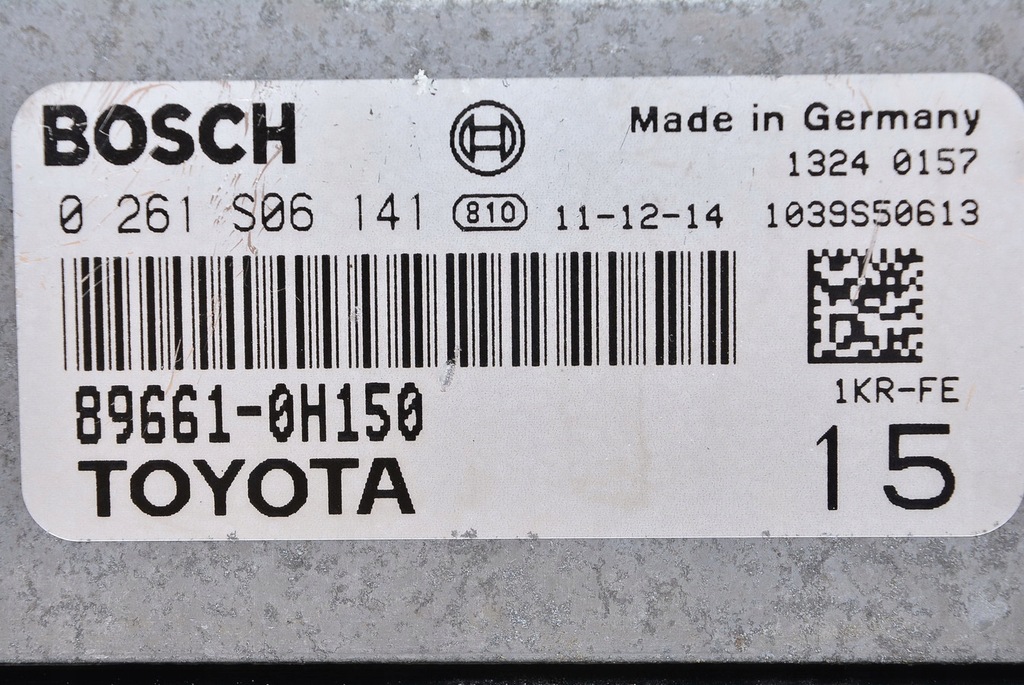 BOSCH Made in Germany
1324 0157
0 261 S06 141 810 11-12-14 1039S50613
89661-0H150 1KR-FE
TOYOTA 15